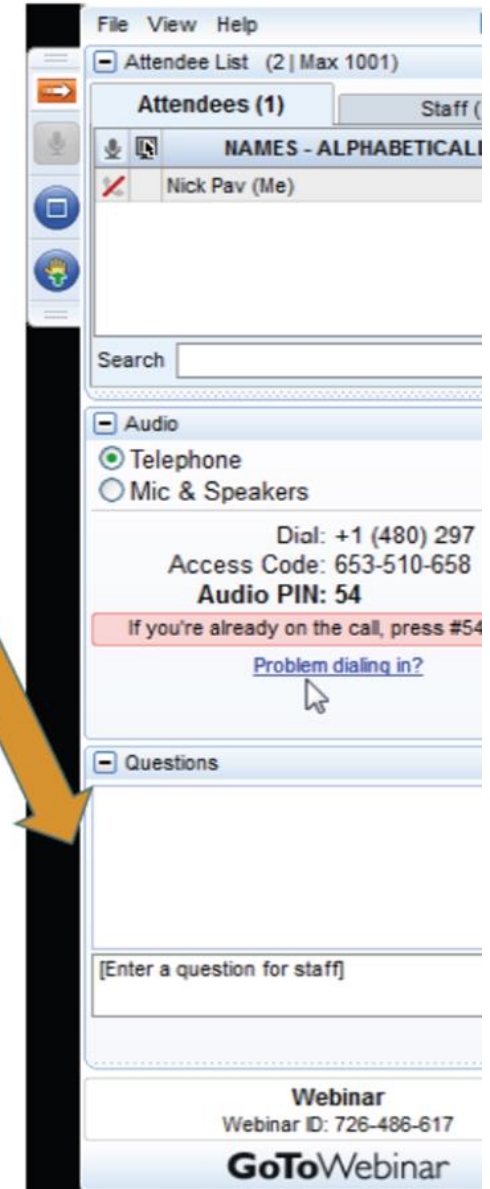 File View Help
Attendee List (2 | Max 1001)
Attendees (1) Staff (
NAMES - ALPHABETICALL
Nick Pav (Me)
Search
Audio
Telephone
Mic & Speakers
Dial: +1 (480) 297
Access Code: 653-510-658
Audio PIN: 54
If you're already on the call, press #54
Problem dialing in?
Questions
[Enter a question for staff]
Webinar
Webinar ID: 726-486-617
GoToWebinar